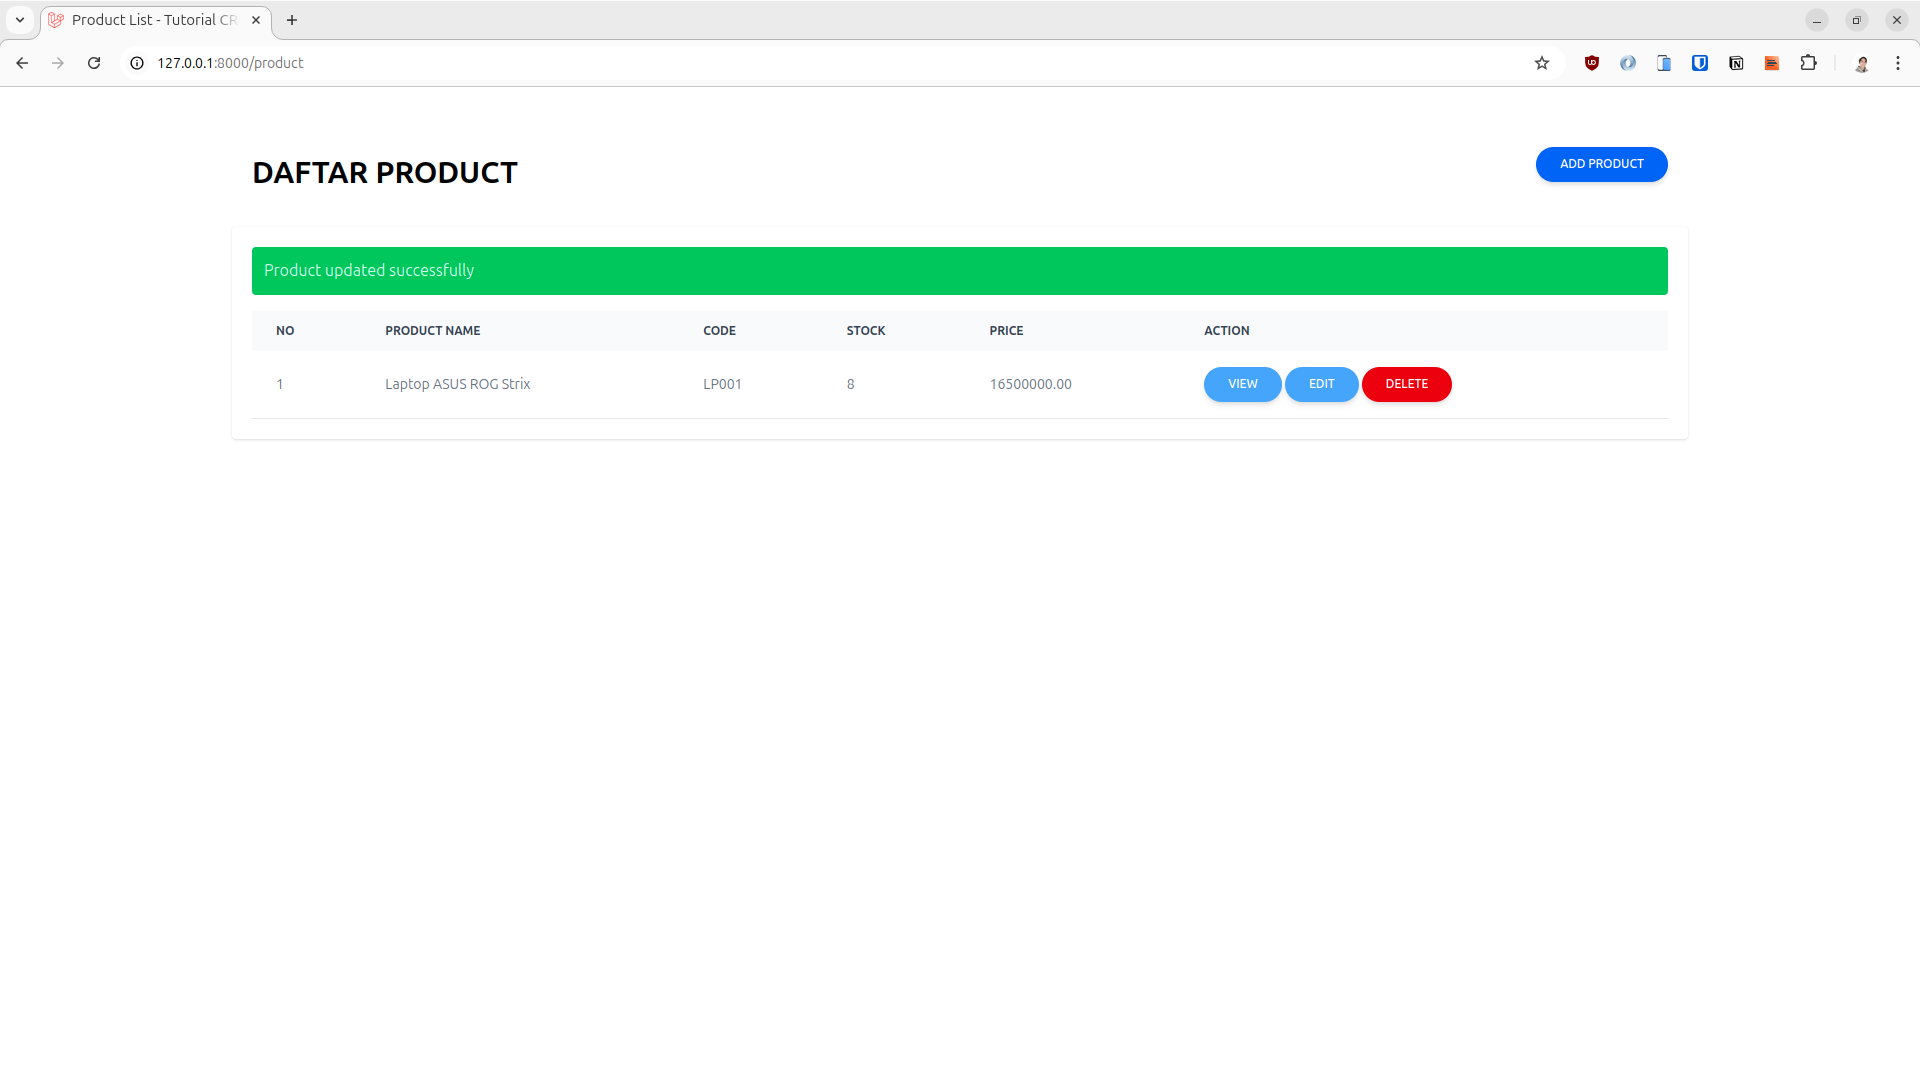 Product List - Tutorial CR
127.0.0.1:8000/product
DAFTAR PRODUCT
ADD PRODUCT
Product updated successfully
NO PRODUCT NAME CODE STOCK PRICE ACTION
1 Laptop ASUS ROG Strix LP001 8 16500000.00 VIEW EDIT DELETE